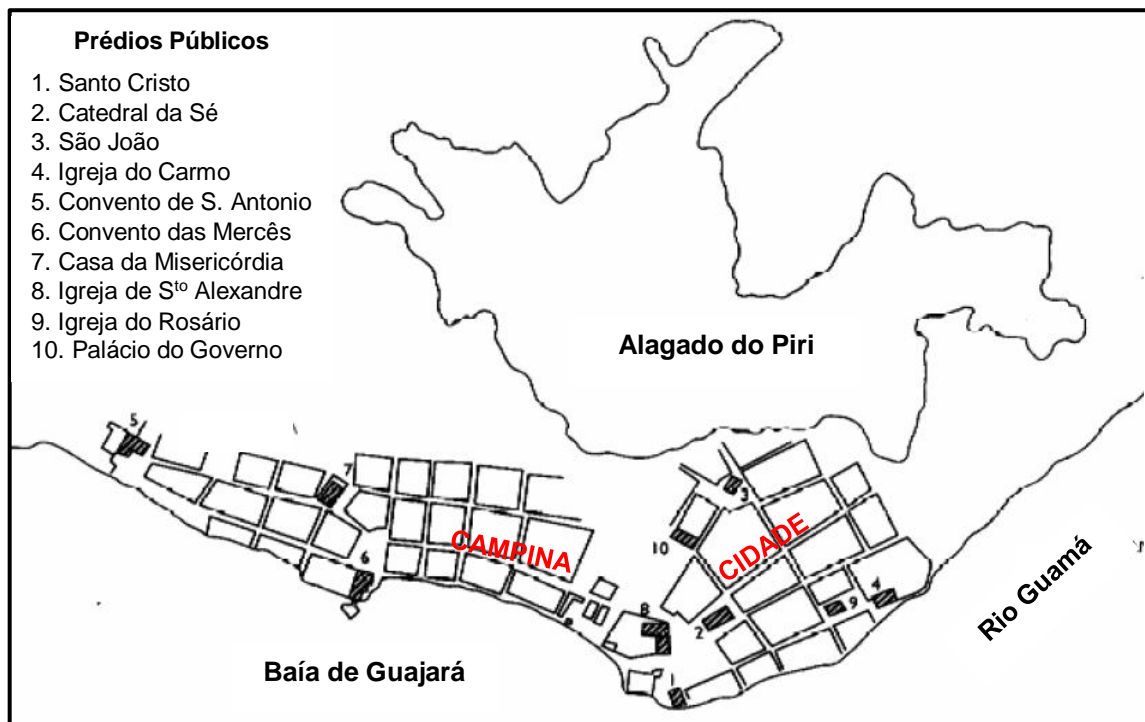 Prédios Públicos
1. Santo Cristo
2. Catedral da Sé
3. São João
4. Igreja do Carmo
5. Convento de S. Antonio
6. Convento das Mercês
7. Casa da Misericórdia
8. Igreja de Sto Alexandre
9. Igreja do Rosário
10. Palácio do Governo
Alagado do Piri
5
7
3
CAMPINA
CIDADE
10
6
4
8
9
2
Rio Guamá
Baía de Guajará
1